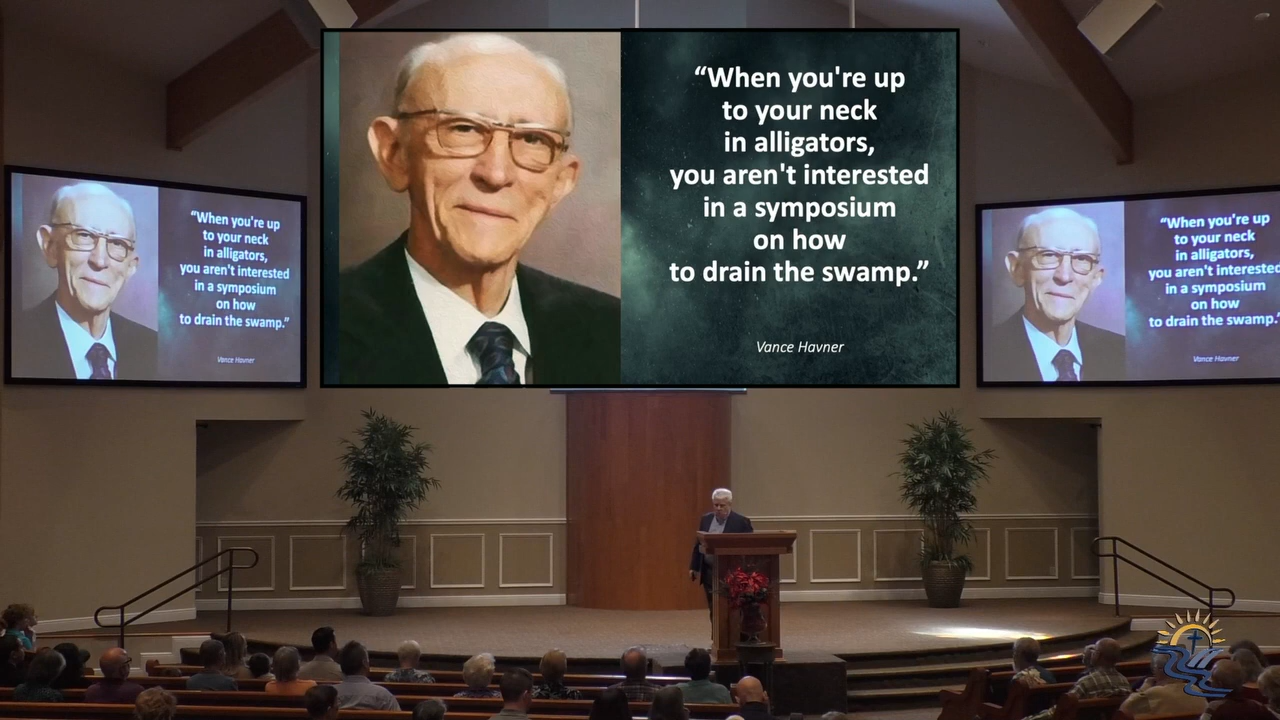 “When you're up
to your neck
in alligators,
you aren't interested
in a symposium
on how
to drain the swamp.”
Vance Havner
“When you're up
to your neck
in alligators,
you aren't interested
in a symposium
on how
to drain the swamp.”
Vance Havner
“When you're up
to your neck
in alligators,
you aren't interested
in a symposium
on how
to drain the swamp.”
Vance Havner